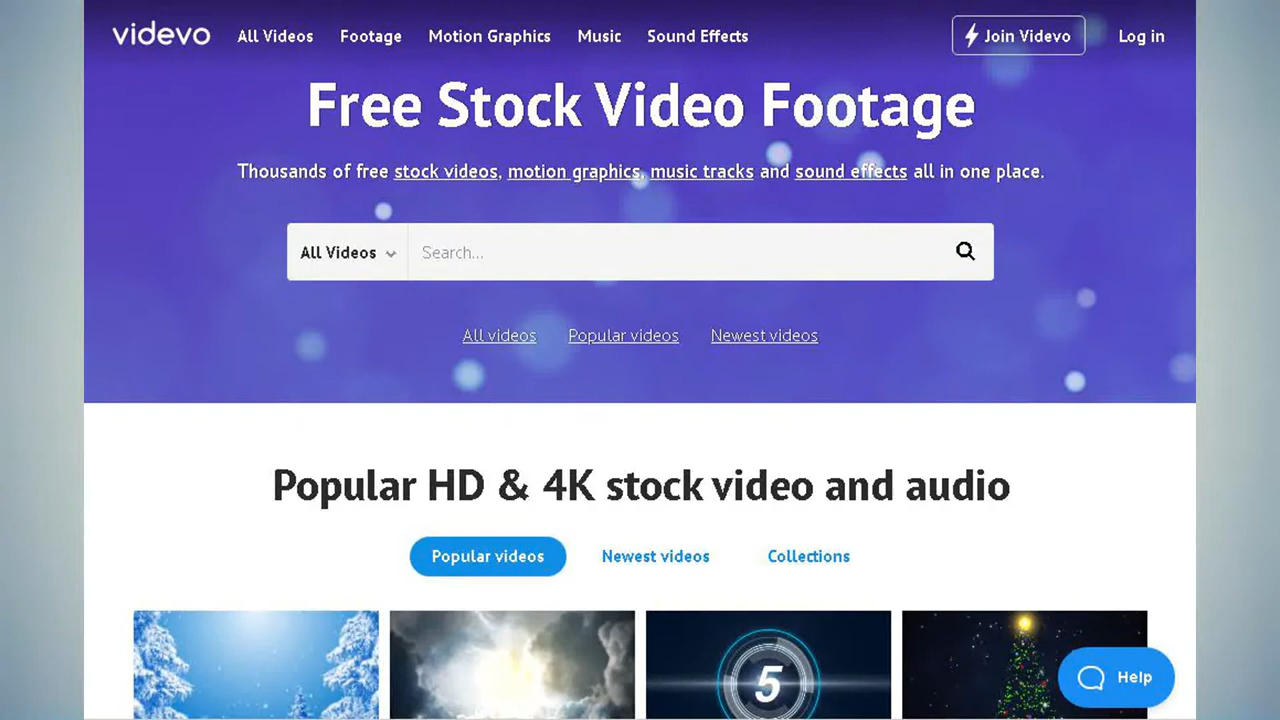 videvo All Videos Footage Motion Graphics Music Sound Effects Join Videvo Log in
Free Stock Video Footage
Thousands of free stock videos, motion graphics, music tracks and sound effects all in one place.
All Videos Search...
All videos Popular videos Newest videos
Popular HD & 4K stock video and audio
Popular videos Newest videos Collections
5
Help